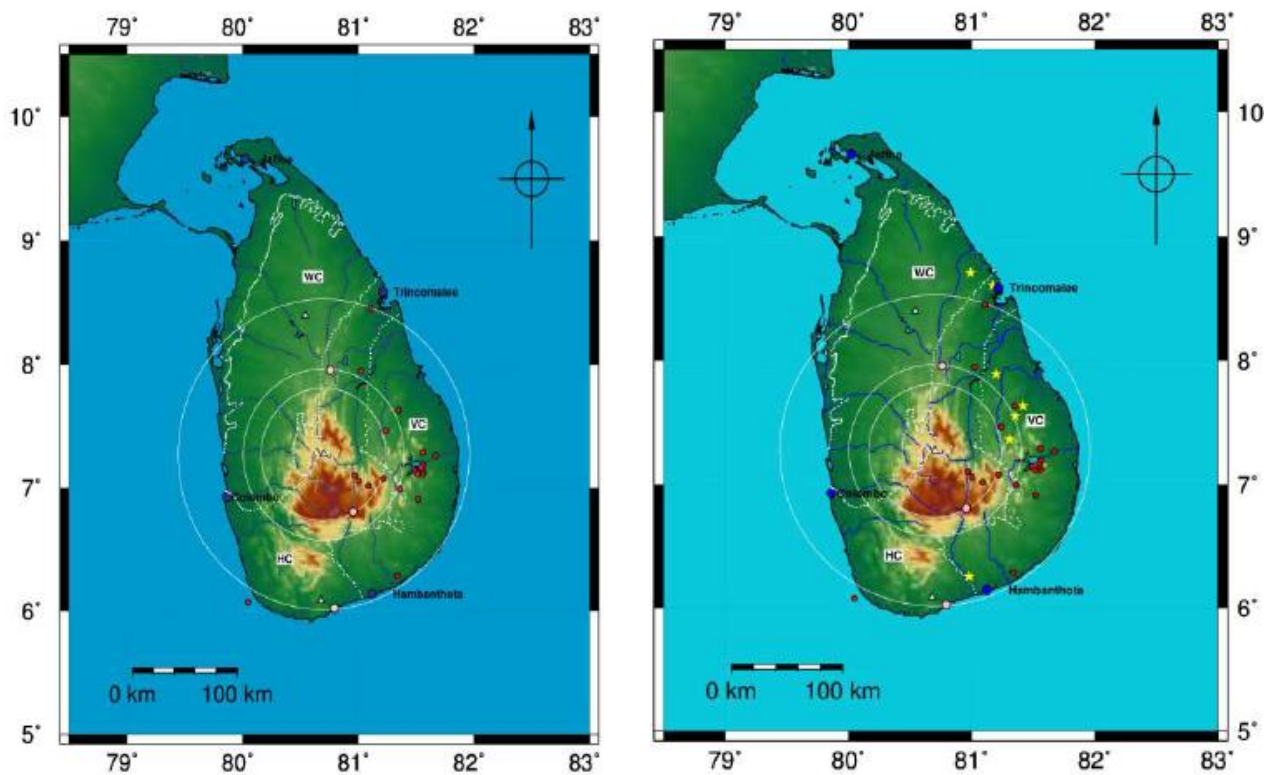 79° 80° 81° 82° 83°
79° 80° 81° 82° 83°
10°
10
9°
9
8°
8
7°
7
6°
6
5°
5
Jaffna
WC
Trincomalee
VC
Colombo
HC
Hambanthota
0 km 100 km
Jaffna
WC
Trincomalee
VC
Colombo
HC
Hambanthota
0 km 100 km
79° 80° 81° 82° 83°
79° 80° 81° 82° 83°